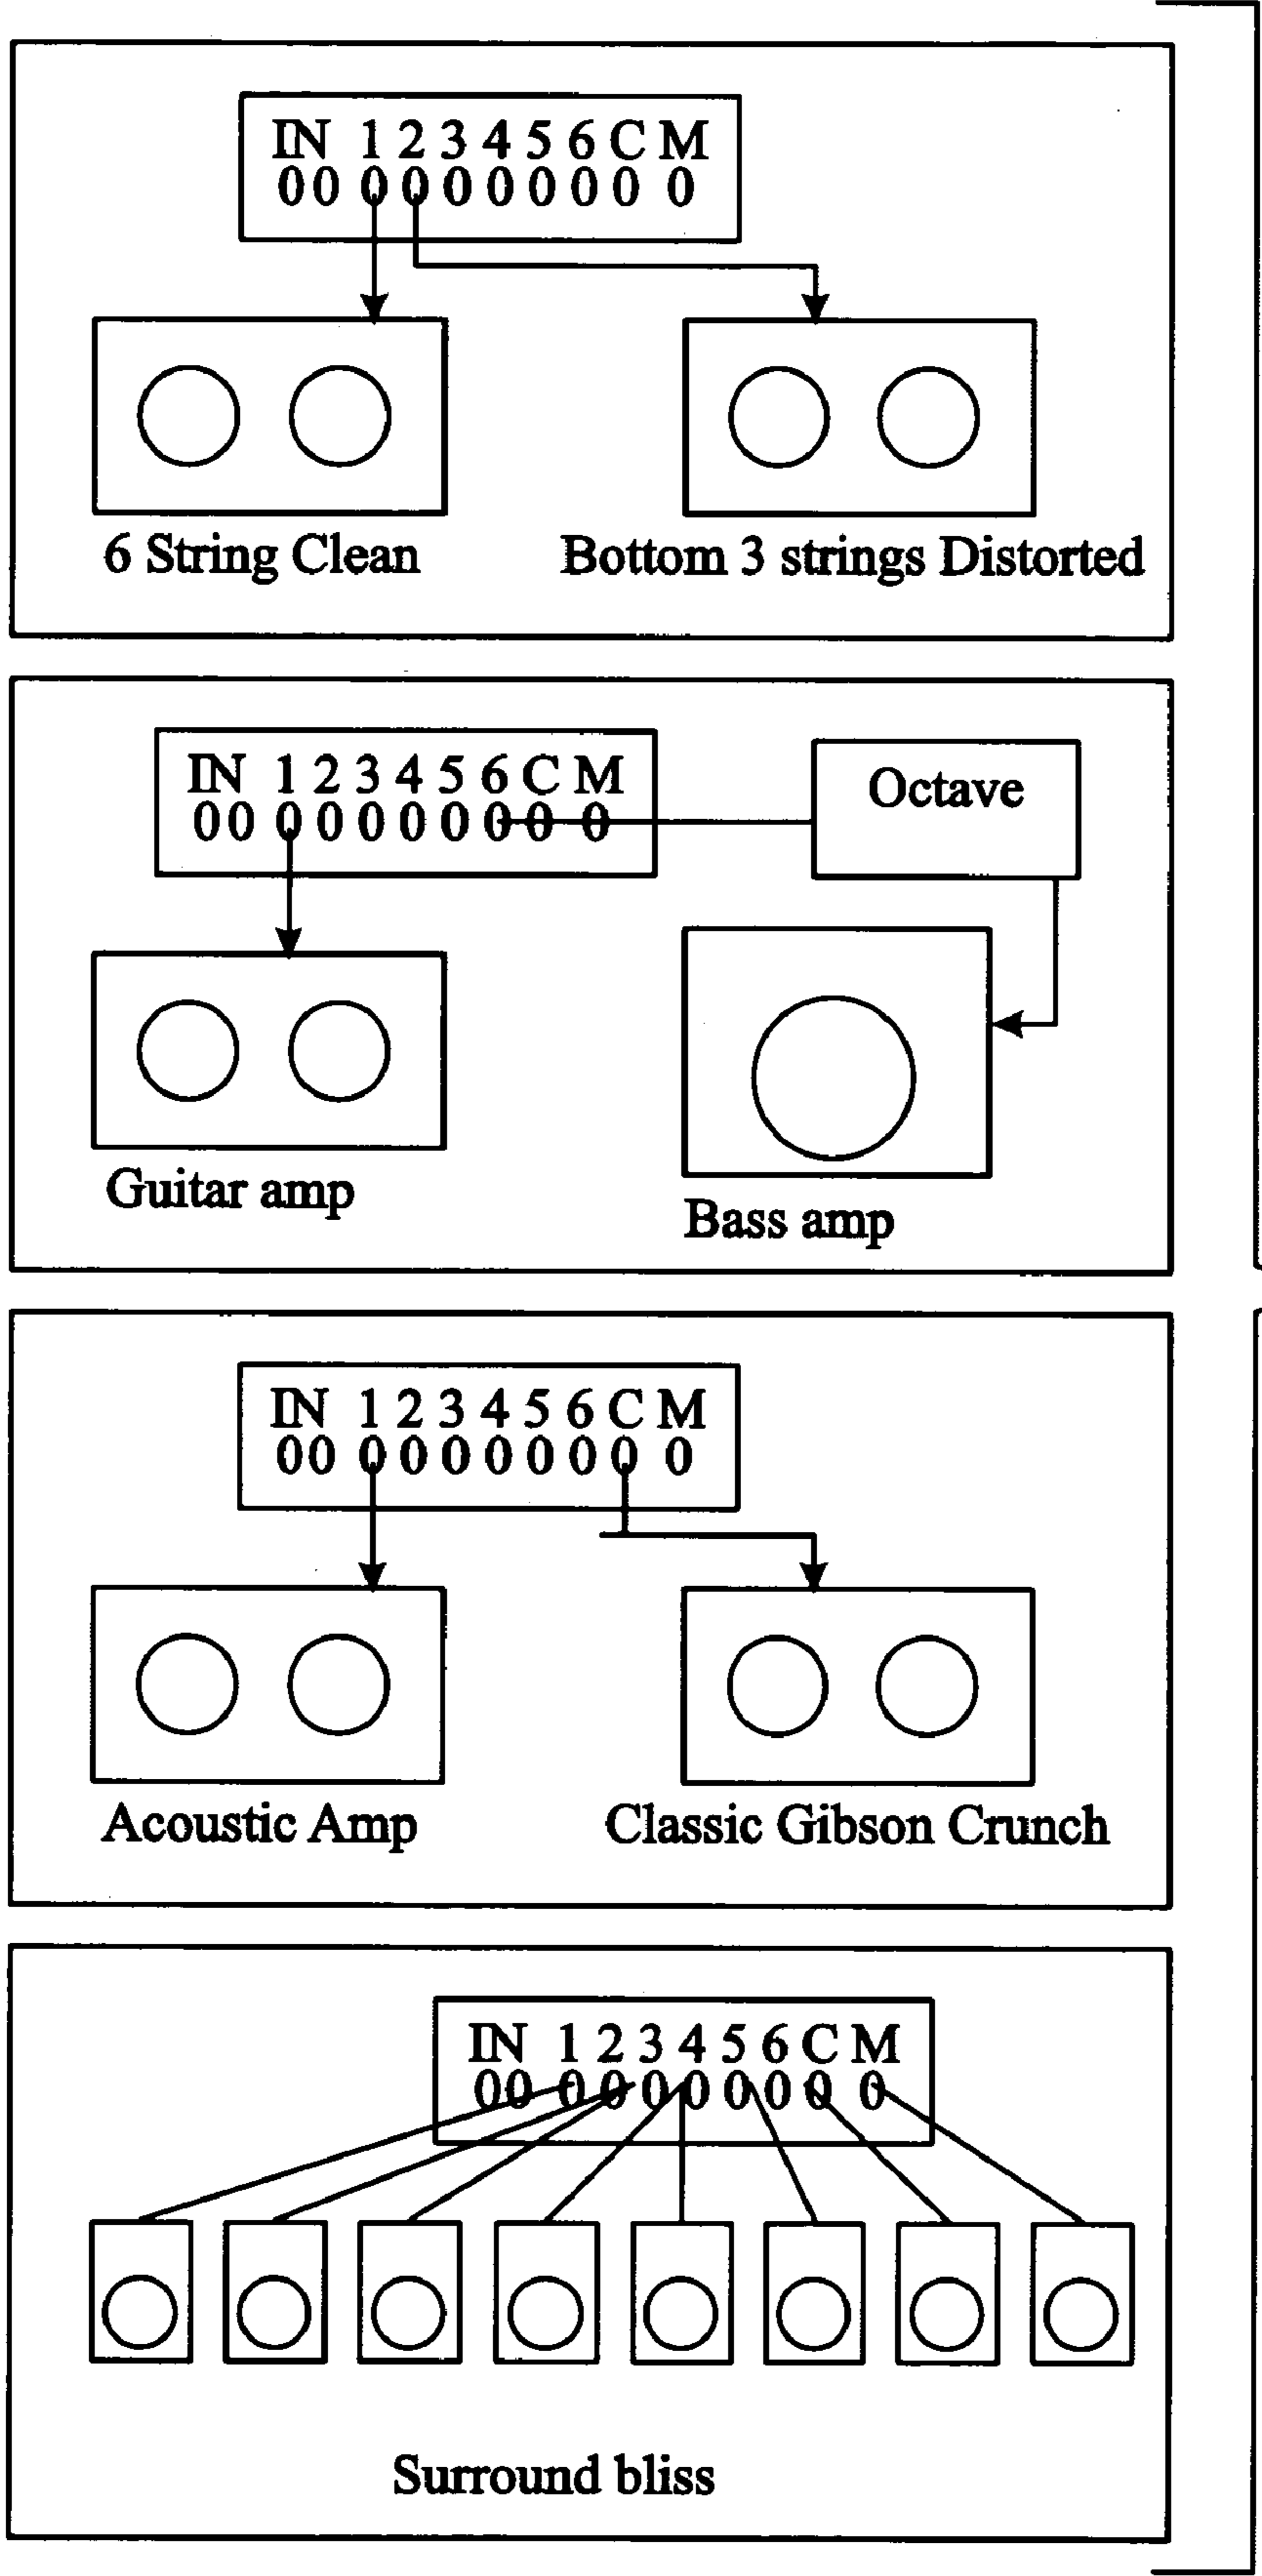 IN 1 2 3 4 5 6 C M
00 0 0 0 0 0 0 0 0
6 String Clean
Bottom 3 strings Distorted
IN 1 2 3 4 5 6 C M
00 0 0 0 0 0 0 0 0
Octave
Guitar amp
Bass amp
IN 1 2 3 4 5 6 C M
00 0 0 0 0 0 0 0 0
Acoustic Amp
Classic Gibson Crunch
IN 1 2 3 4 5 6 C M
00 0 0 0 0 0 0 0 0
Surround bliss